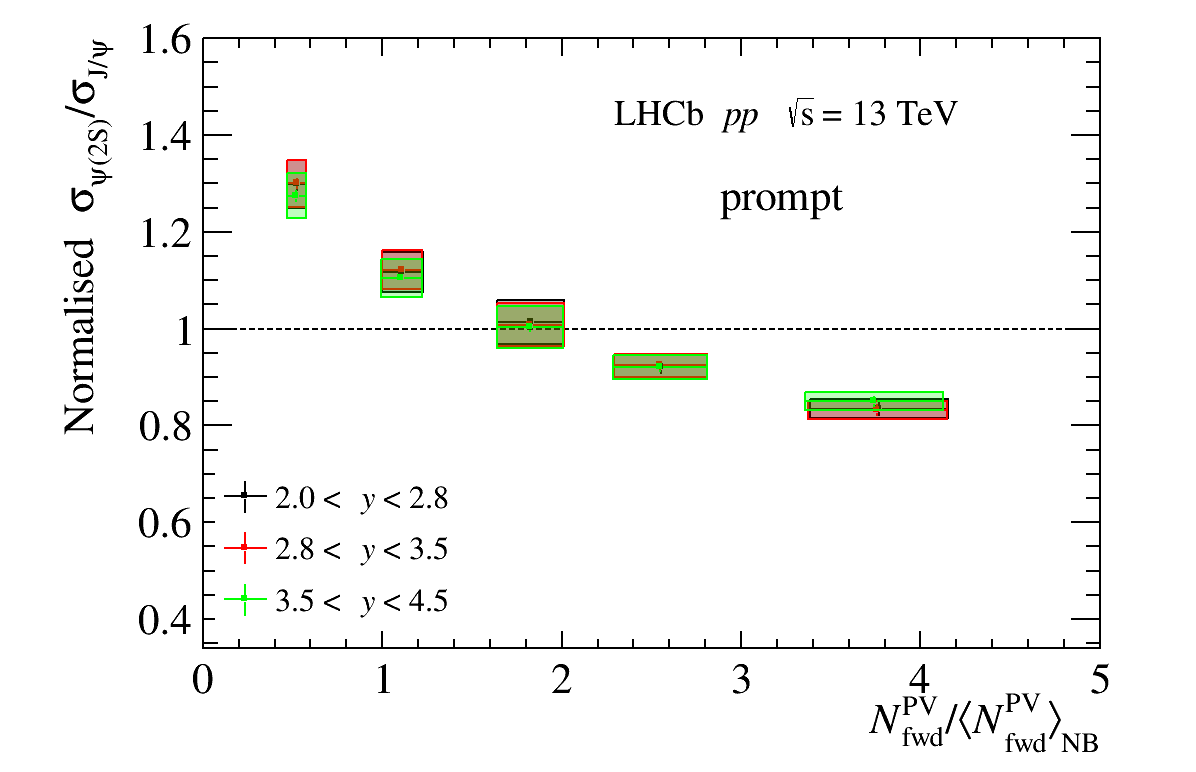 Normalised σψ(2S)/σJ/ψ
1.6
1.4
1.2
1
0.8
0.6
0.4
LHCb pp √s = 13 TeV
prompt
2.0 < y < 2.8
2.8 < y < 3.5
3.5 < y < 4.5
0 1 2 3 4 5
N^PV_fwd/⟨N^PV_fwd⟩_NB